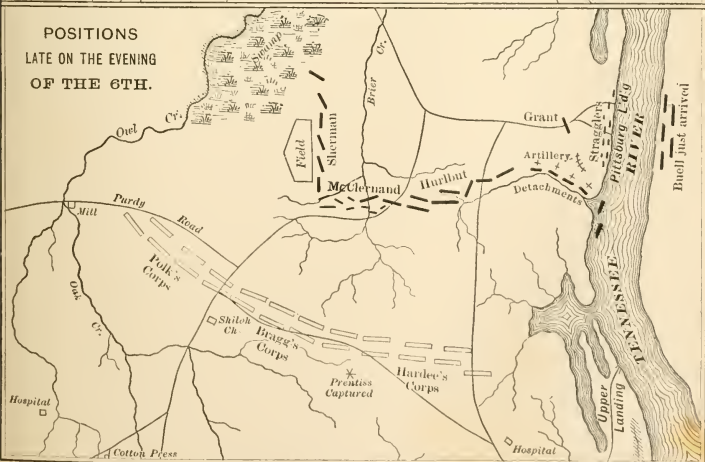 POSITIONS
LATE ON THE EVENING
OF THE 6TH.
Swamp
Owl Cr.
Brier Cr.
Field
Sherman
Grant
Stragglers
Pittsburg L'd'g
RIVER
Buell just arrived
Artillery
McClernand
Hurlbut
Detachments
Purdy Road
Mill
Polk's
Corps
Oak Cr.
Shiloh
Ch.
Bragg's
Corps
Prentiss
Captured
Hardee's
Corps
TENNESSEE
Upper
Landing
Hospital
Cotton Press
Hospital